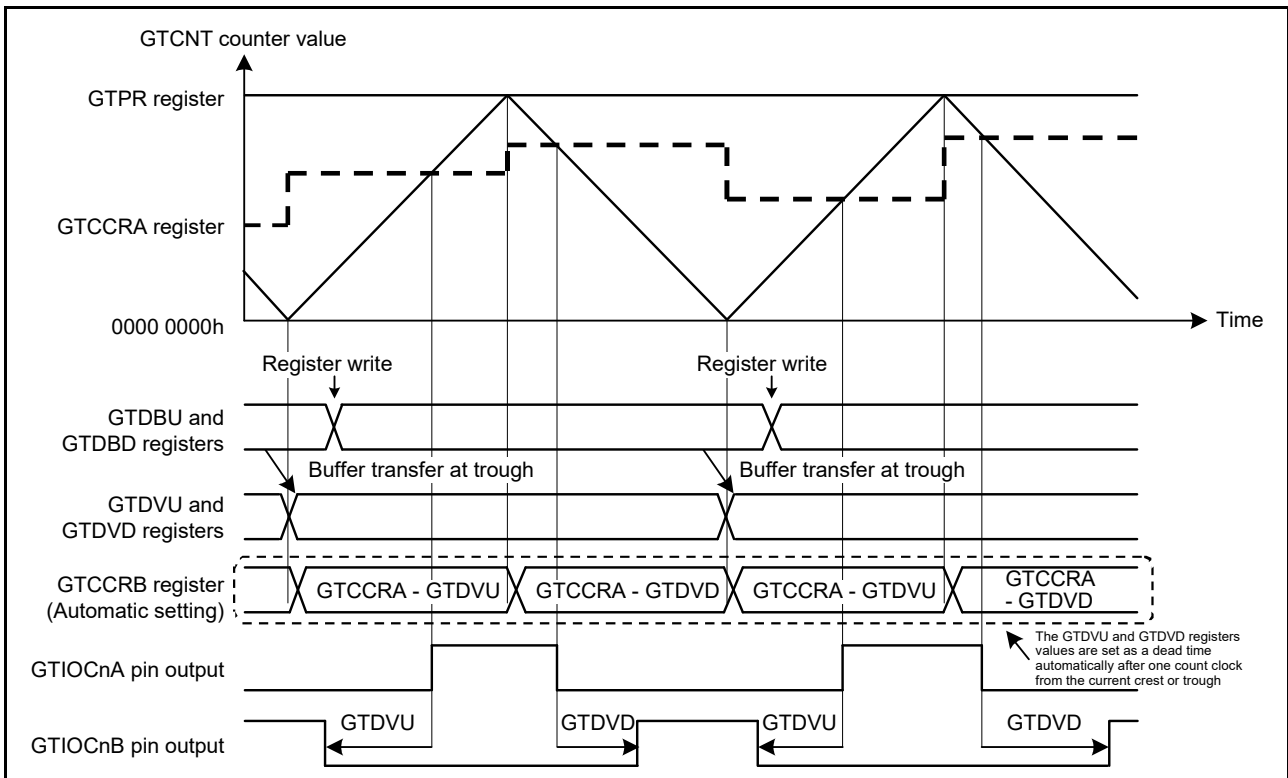 GTCNT counter value
GTPR register
GTCCRA register
0000 0000h
Time
Register write
Register write
GTDBU and
GTDBD registers
Buffer transfer at trough
Buffer transfer at trough
GTDVU and
GTDVD registers
GTCCRB register
(Automatic setting)
GTCCRA - GTDVU
GTCCRA - GTDVD
GTCCRA - GTDVU
GTCCRA
- GTDVD
The GTDVU and GTDVD registers
values are set as a dead time
automatically after one count clock
from the current crest or trough
GTIOCnA pin output
GTDVU
GTDVD
GTDVU
GTDVD
GTIOCnB pin output